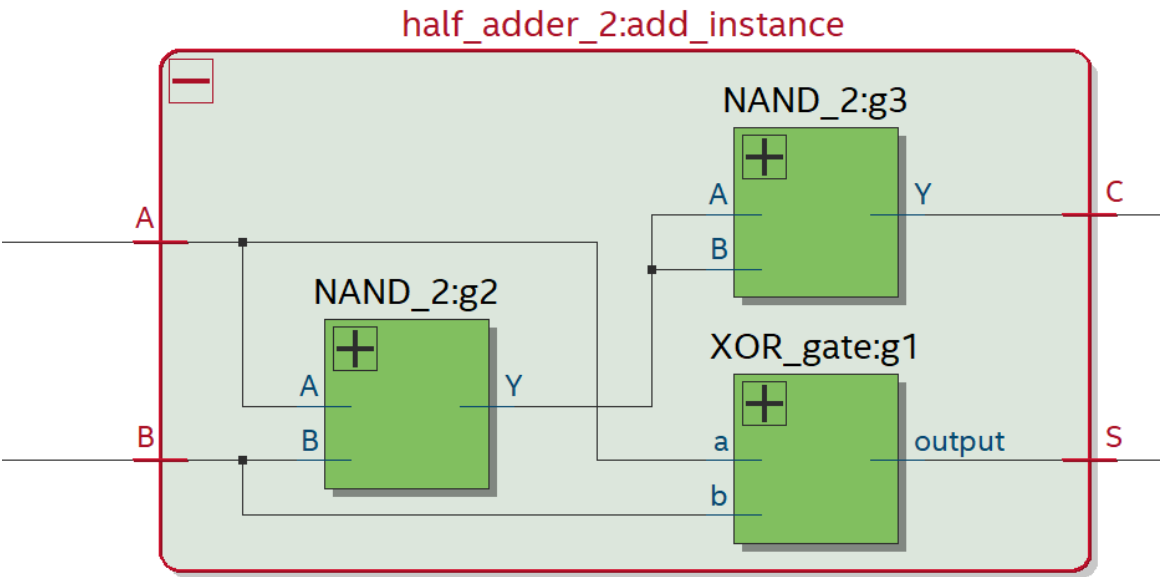 half_adder_2:add_instance
NAND_2:g3
A
Y
C
A
B
NAND_2:g2
XOR_gate:g1
A
Y
B
B
a
output
S
b